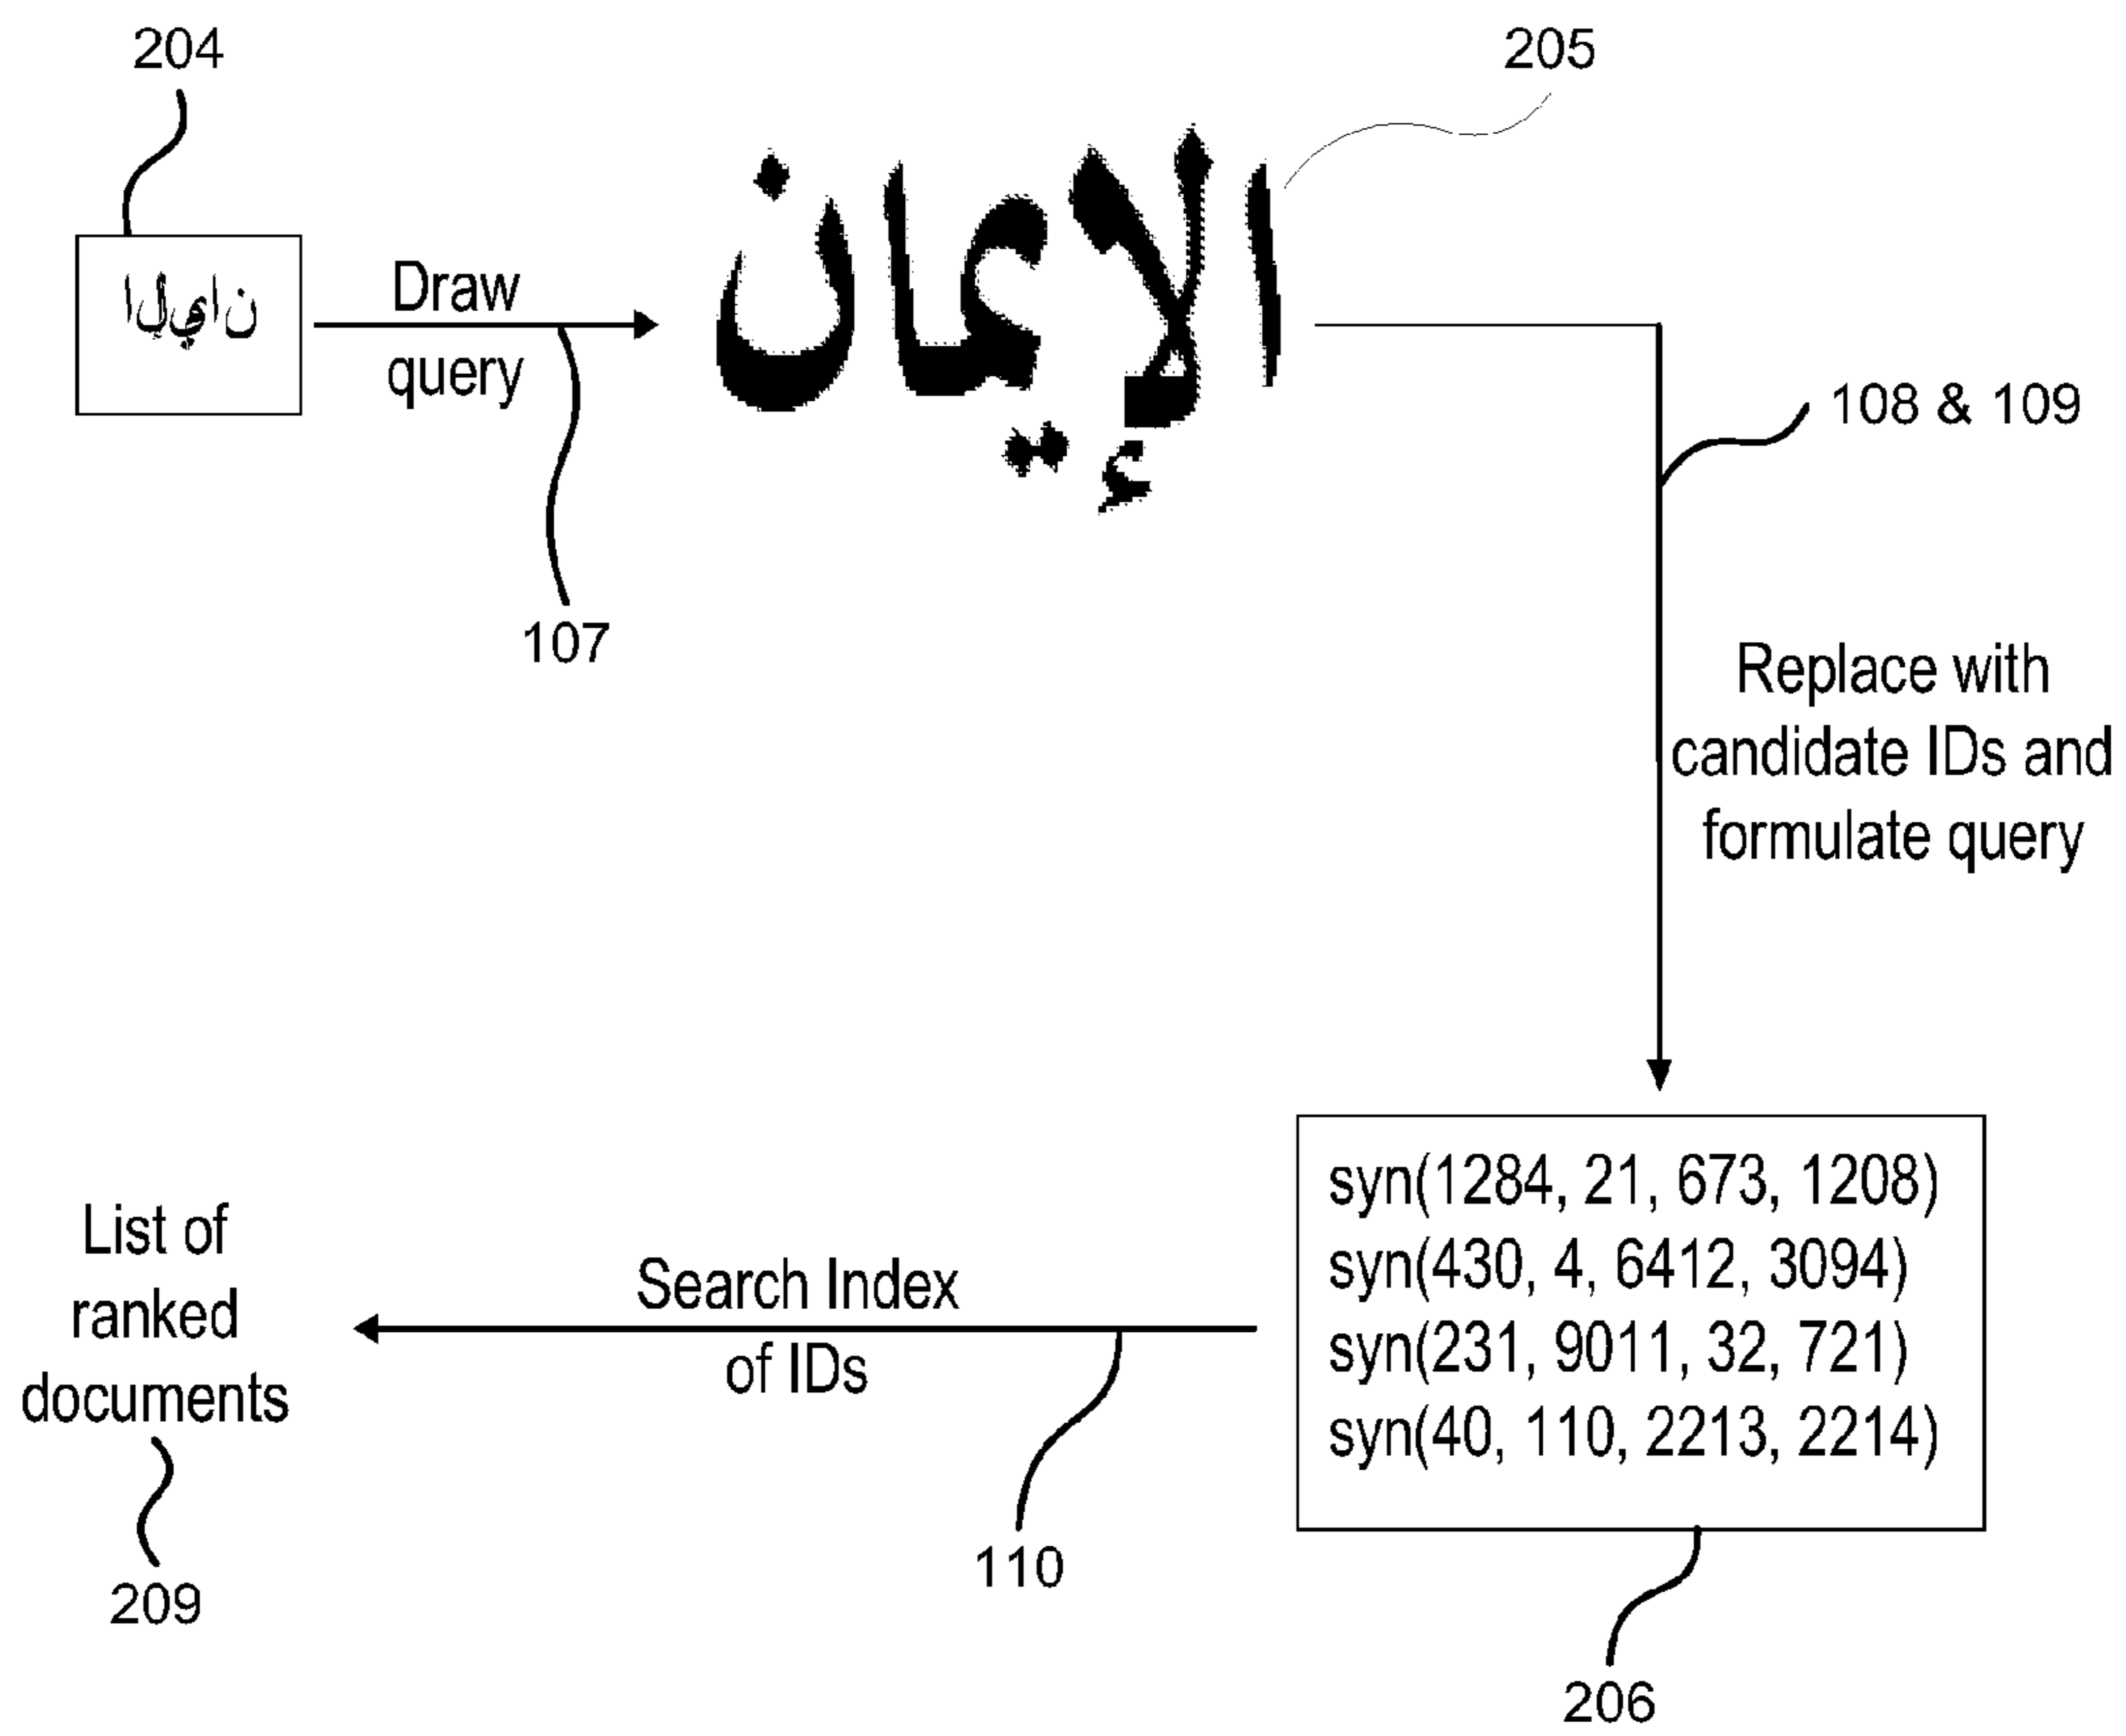 204
205
الإيمان
Draw
query
107
108 & 109
Replace with
candidate IDs and
formulate query
syn(1284, 21, 673, 1208)
syn(430, 4, 6412, 3094)
syn(231, 9011, 32, 721)
syn(40, 110, 2213, 2214)
206
Search Index
of IDs
110
List of
ranked
documents
209